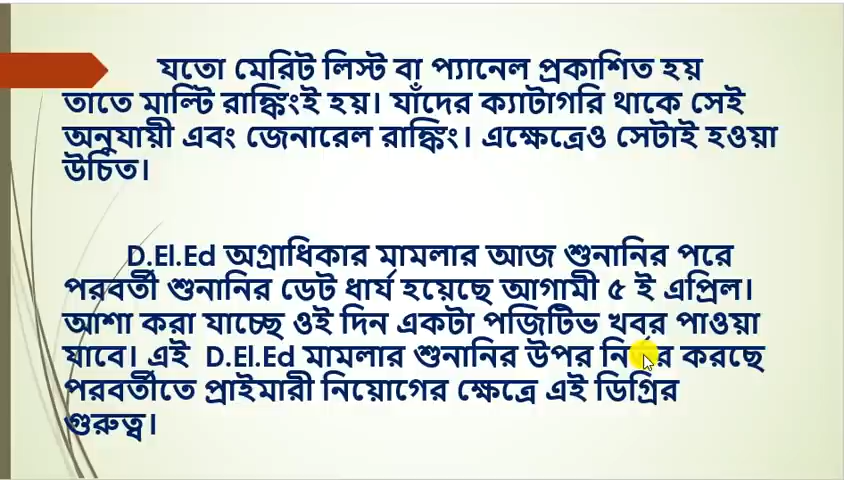 যতো মেরিট লিস্ট বা প্যানেল প্রকাশিত হয়
তাতে মাল্টি রাঙ্কিংই হয়। যাঁদের ক্যাটাগরি থাকে সেই
অনুযায়ী এবং জেনারেল রাঙ্কিং। এক্ষেত্রেও সেটাই হওয়া
উচিত।
D.El.Ed অগ্রাধিকার মামলার আজ শুনানির পরে
পরবর্তী শুনানির ডেট ধার্য হয়েছে আগামী ৫ ই এপ্রিল।
আশা করা যাচ্ছে ওই দিন একটা পজিটিভ খবর পাওয়া
যাবে। এই D.El.Ed মামলার শুনানির উপর নির্ভর করছে
পরবর্তীতে প্রাইমারী নিয়োগের ক্ষেত্রে এই ডিগ্রির
গুরুত্ব।